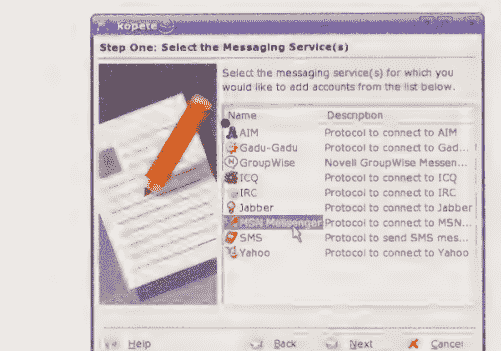 kopete
Step One: Select the Messaging Service(s)
Select the messaging service(s) for which you
would like to add accounts from the list below.
Name Description
AIM Protocol to connect to AIM
Gadu-Gadu Protocol to connect to Gad...
GroupWise Novell GroupWise Messen...
ICQ Protocol to connect to ICQ
IRC Protocol to connect to IRC
Jabber Protocol to connect to Jabber
MSN Messenger Protocol to connect to MSN...
SMS Protocol to send SMS mes...
Yahoo Protocol to connect to Yahoo
Help Back Next Cancel